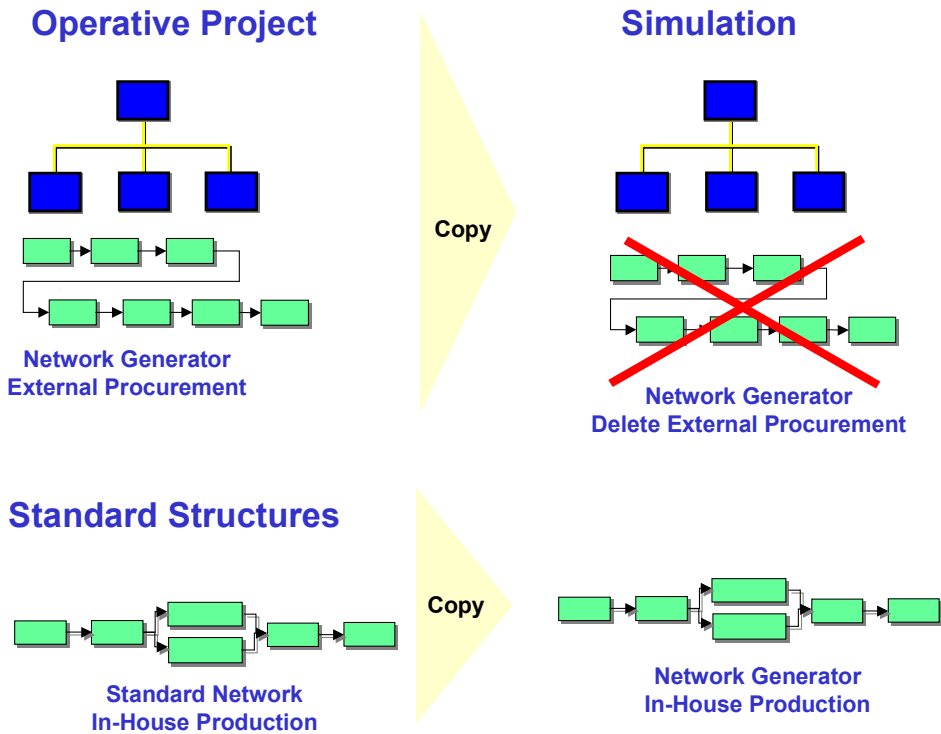 Operative Project
Simulation
Copy
Network Generator
External Procurement
Network Generator
Delete External Procurement
Standard Structures
Copy
Standard Network
In-House Production
Network Generator
In-House Production